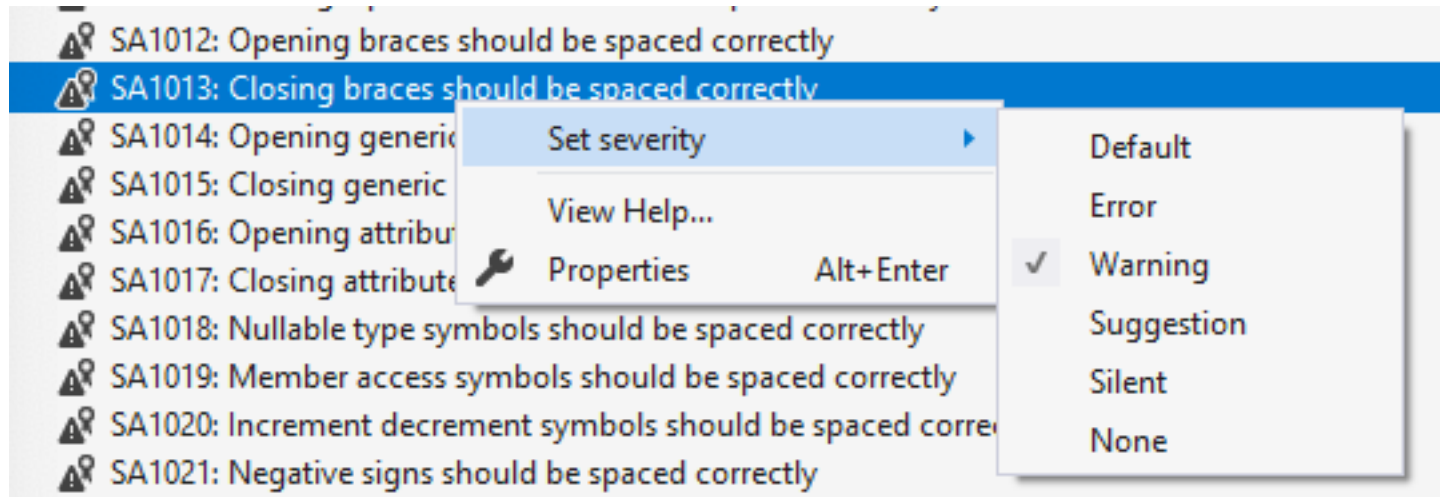 SA1012: Opening braces should be spaced correctly
SA1013: Closing braces should be spaced correctly
SA1014: Opening generic
SA1015: Closing generic
SA1016: Opening
SA1017: Closing attribute
SA1018: Nullable type symbols should be spaced correctly
SA1019: Member access symbols should be spaced correctly
SA1020: Increment decrement symbols should be spaced
SA1021: Negative signs should be spaced correctly
Set severity
View Help...
Properties Alt+Enter
Default
Error
Warning
Suggestion
Silent
None